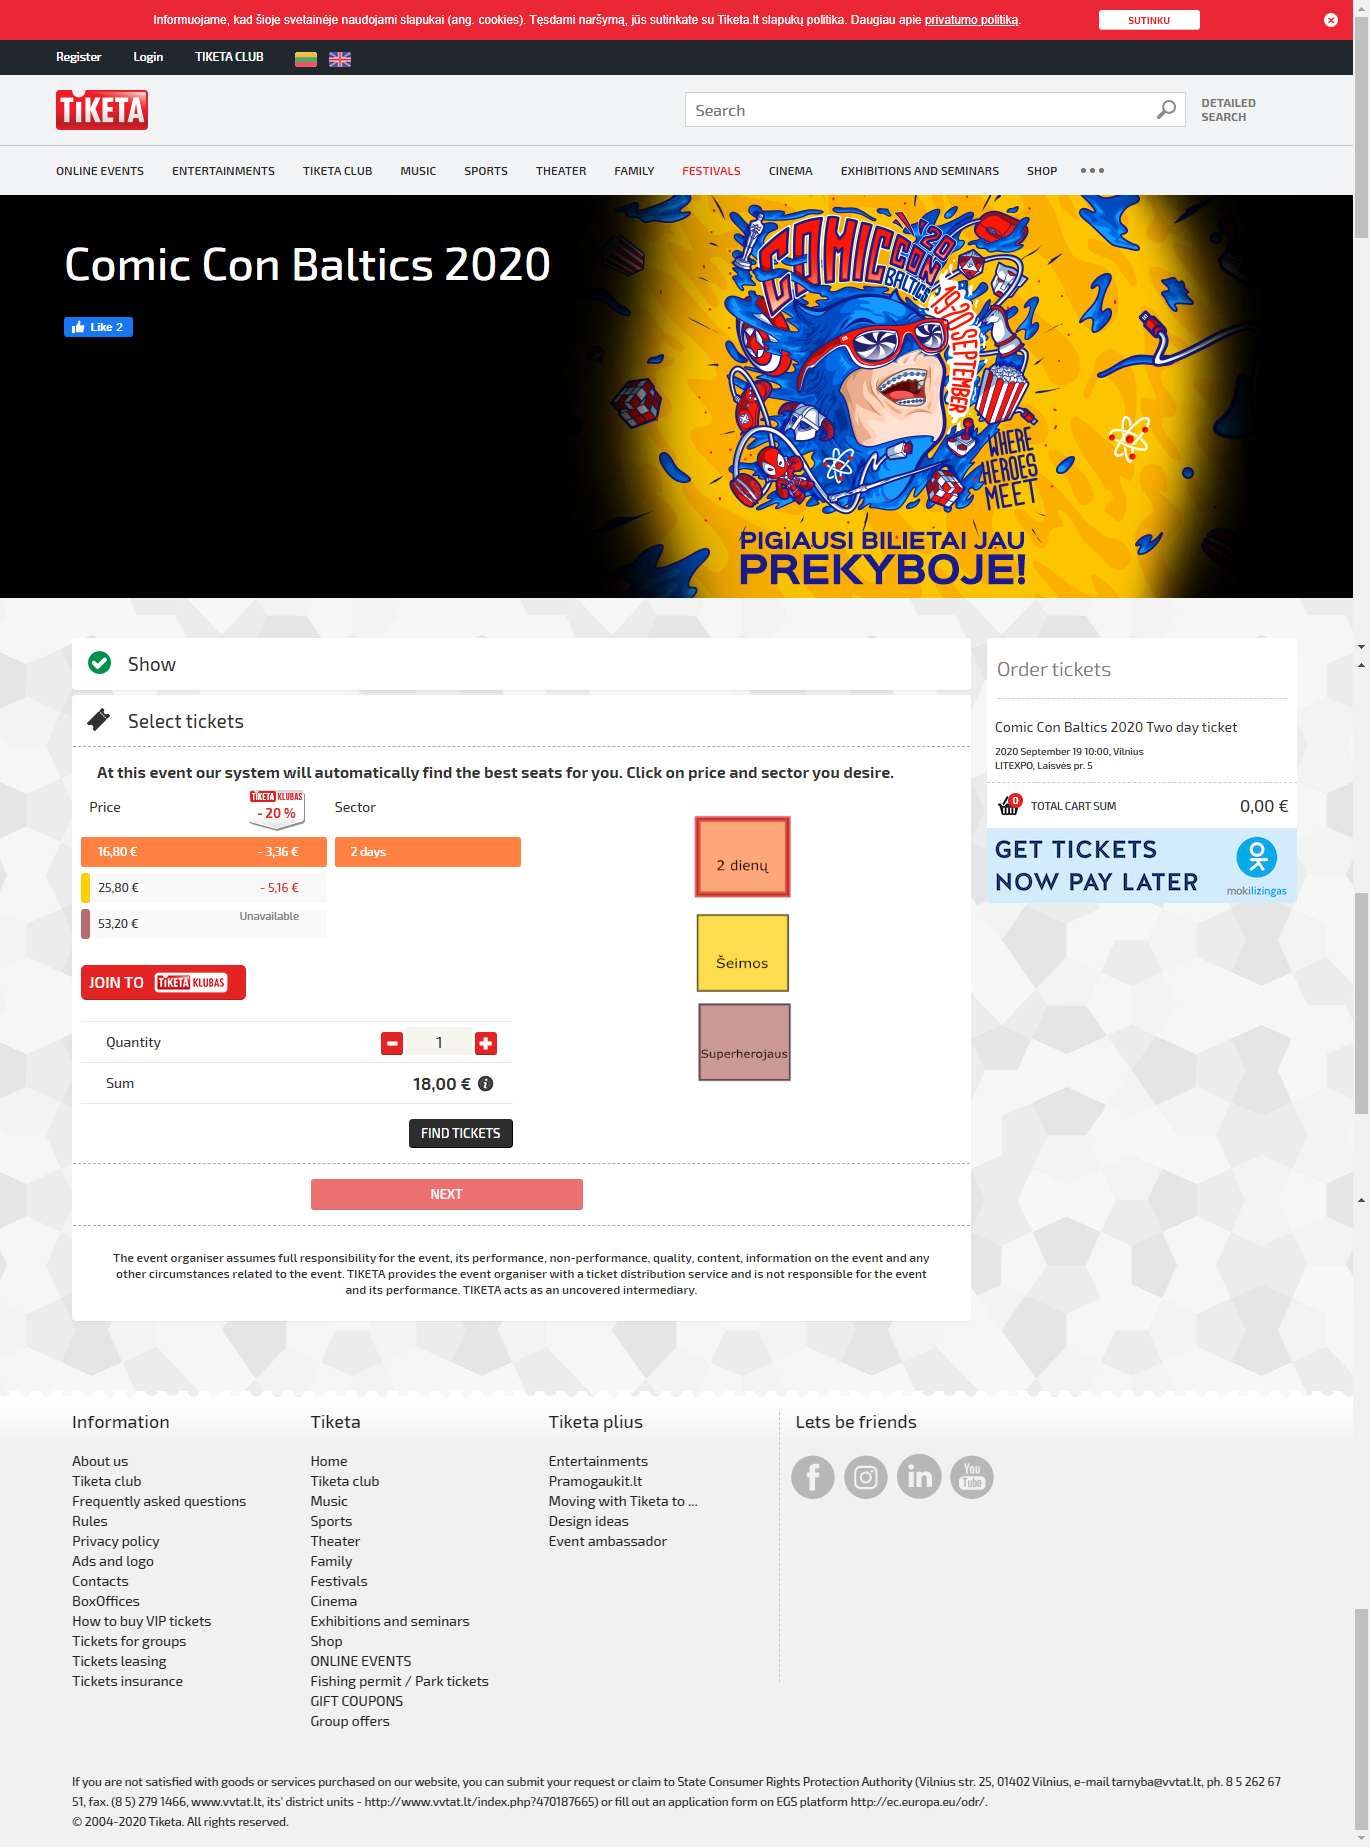 Informuojame, kad šioje svetainėje naudojami slapukai (ang. cookies). Tęsdami naršymą, jūs sutinkate su Tiketa.lt slapukų politika. Daugiau apie privatumo politiką.
SUTINKU
Register
Login
TIKETA CLUB
TiKETA
Search
DETAILED
SEARCH
ONLINE EVENTS
ENTERTAINMENTS
TIKETA CLUB
MUSIC
SPORTS
THEATER
FAMILY
FESTIVALS
CINEMA
EXHIBITIONS AND SEMINARS
SHOP
Comic Con Baltics 2020
Like 2
COMIC CON '20
BALTICS
19 20 SEPTEMBER
WHERE
HEROES
MEET
PIGIAUSI BILIETAI JAU
PREKYBOJE!
Show
Select tickets
At this event our system will automatically find the best seats for you. Click on price and sector you desire.
Price
TiKETA KLUBAS
- 20 %
Sector
16,80 €
- 3,36 €
2 days
25,80 €
- 5,16 €
53,20 €
Unavailable
2 dienų
Šeimos
Superherojaus
JOIN TO TiKETA KLUBAS
Quantity
1
Sum
18,00 €
FIND TICKETS
NEXT
The event organiser assumes full responsibility for the event, its performance, non-performance, quality, content, information on the event and any
other circumstances related to the event. TIKETA provides the event organiser with a ticket distribution service and is not responsible for the event
and its performance. TIKETA acts as an uncovered intermediary.
Order tickets
Comic Con Baltics 2020 Two day ticket
2020 September 19 10:00, Vilnius
LITEXPO, Laisvės pr. 5
0
TOTAL CART SUM
0,00 €
GET TICKETS
NOW PAY LATER
mokilizingas
Information
About us
Tiketa club
Frequently asked questions
Rules
Privacy policy
Ads and logo
Contacts
BoxOffices
How to buy VIP tickets
Tickets for groups
Tickets leasing
Tickets insurance
Tiketa
Home
Tiketa club
Music
Sports
Theater
Family
Festivals
Cinema
Exhibitions and seminars
Shop
ONLINE EVENTS
Fishing permit / Park tickets
GIFT COUPONS
Group offers
Tiketa plius
Entertainments
Pramogaukit.lt
Moving with Tiketa to ...
Design ideas
Event ambassador
Lets be friends
You
Tube
If you are not satisfied with goods or services purchased on our website, you can submit your request or claim to State Consumer Rights Protection Authority (Vilnius str. 25, 01402 Vilnius, e-mail tarnyba@vvtat.lt, ph. 8 5 262 67
51, fax. (8 5) 279 1466, www.vvtat.lt, its' district units - http://www.vvtat.lt/index.php?470187665) or fill out an application form on EGS platform http://ec.europa.eu/odr/.
© 2004-2020 Tiketa. All rights reserved.